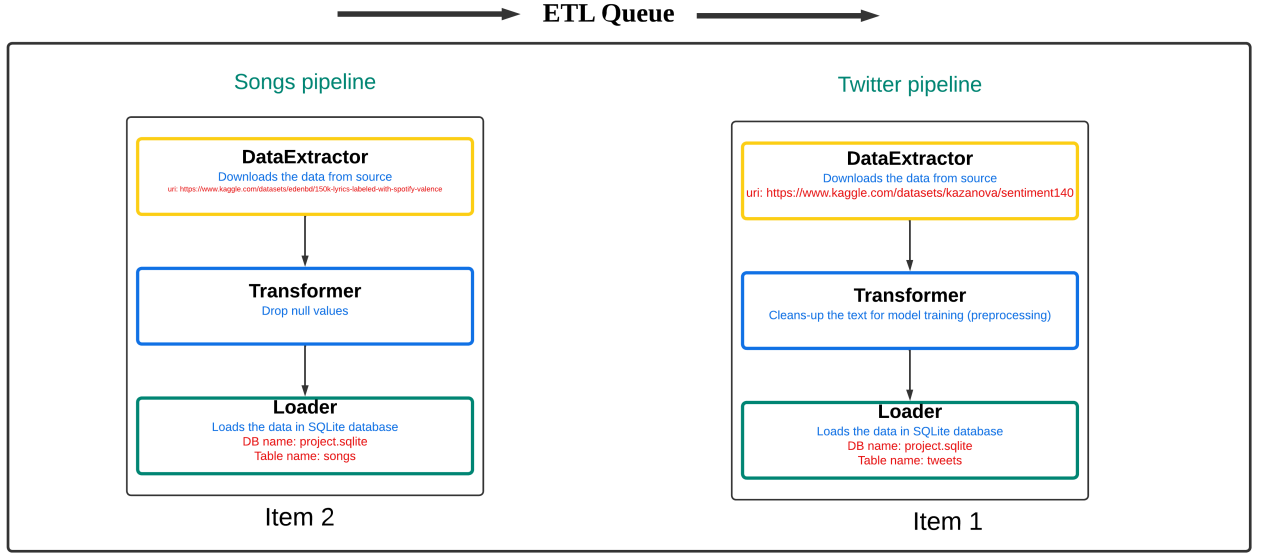 ETL Queue
Songs pipeline
DataExtractor
Downloads the data from source
uri: https://www.kaggle.com/datasets/edenbd/150k-lyrics-labeled-with-spotify-valence
Transformer
Drop null values
Loader
Loads the data in SQLite database
DB name: project.sqlite
Table name: songs
Item 2
Twitter pipeline
DataExtractor
Downloads the data from source
uri: https://www.kaggle.com/datasets/kazanova/sentiment140
Transformer
Cleans-up the text for model training (preprocessing)
Loader
Loads the data in SQLite database
DB name: project.sqlite
Table name: tweets
Item 1